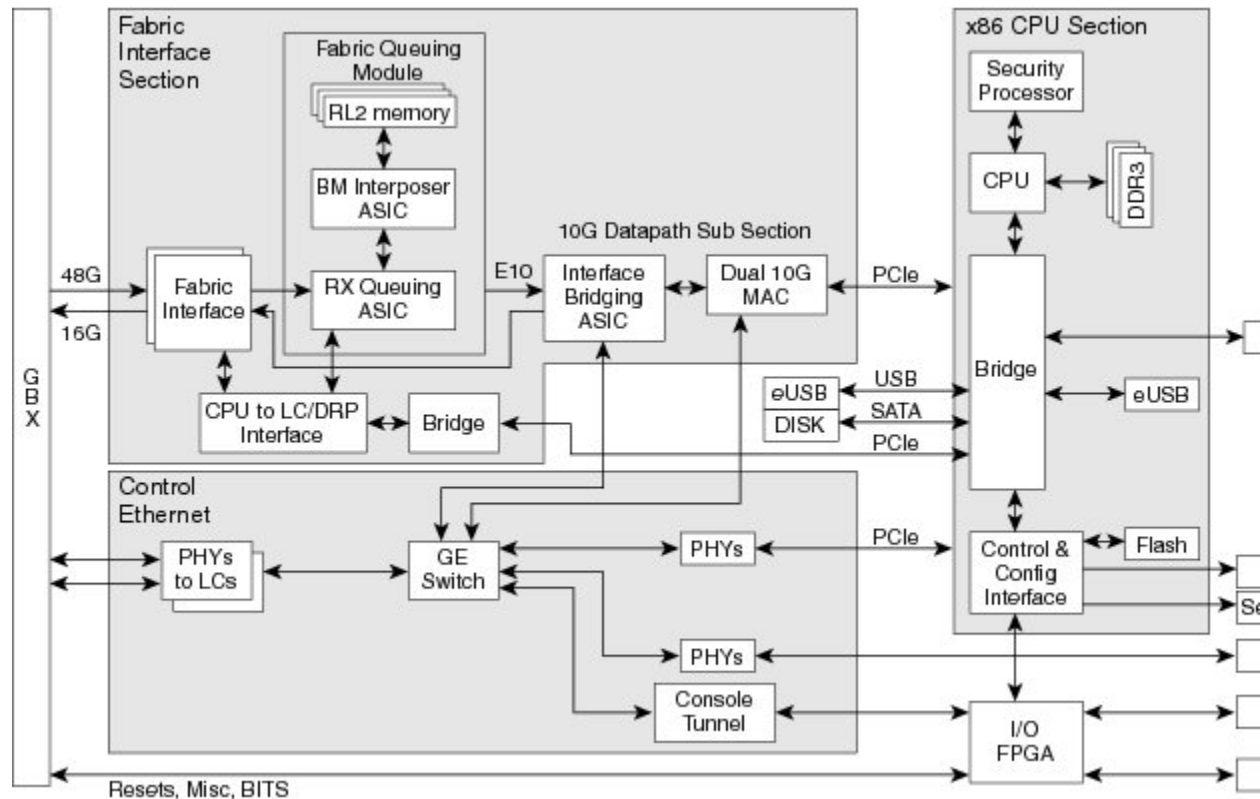 Fabric
Interface
Section
Fabric Queuing
Module
RL2 memory
BM Interposer
ASIC
RX Queuing
ASIC
48G
16G
Fabric
Interface
E10
10G Datapath Sub Section
Interface
Bridging
ASIC
Dual 10G
MAC
PCIe
CPU to LC/DRP
Interface
Bridge
x86 CPU Section
Security
Processor
CPU
DDR3
Bridge
eUSB
eUSB
DISK
USB
SATA
PCIe
G
B
X
Control
Ethernet
PHYs
to LCs
GE
Switch
PHYs
PCIe
Control &
Config
Interface
Flash
Se
PHYs
Console
Tunnel
I/O
FPGA
Resets, Misc, BITS